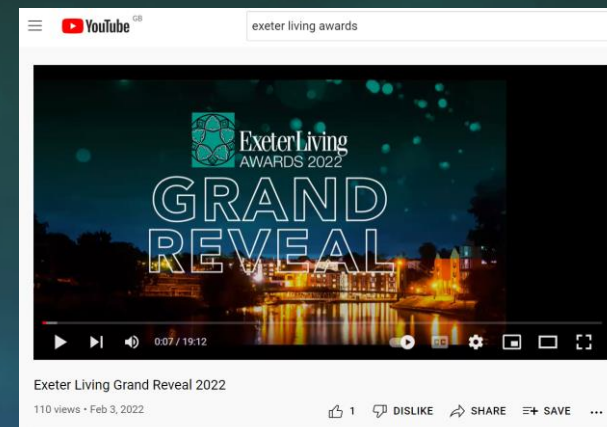 YouTube GB
exeter living awards
ExeterLiving
AWARDS 2022
GRAND
REVEAL
0:07 / 19:12
Exeter Living Grand Reveal 2022
110 views • Feb 3, 2022
1 DISLIKE SHARE SAVE ...